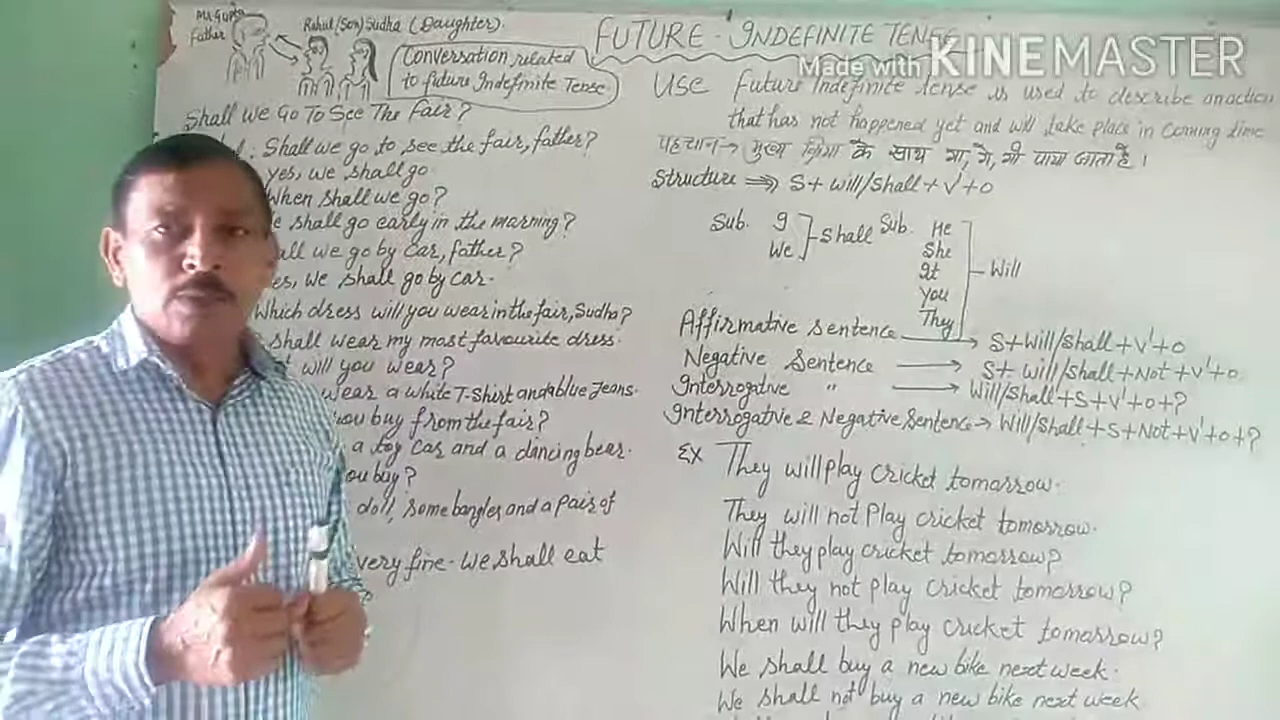 Mr Gupta
Father
Rahul (Son) Sudha (Daughter).
Conversation related
to future Indefinite Tense
Shall we Go To See The Fair?
: Shall we go to see the fair, father?
yes, we shall go.
When shall we go?
e shall go early in the marning?
all we go by car, father?
es, we shall go by car.
Which dress will you wear in the fair, Sudha?
shall wear my most favourite dress.
t will you wear?
wear a white T-Shirt and a blue Jeans.
you buy from the fair?
a toy car and a dancing bear.
ou buy?
doll, some bangles and a pair of
very fine. We shall eat
FUTURE - INDEFINITE TENSE
Made with KINEMASTER
Use Future Indefinite tense is used to describe an action
that has not happened yet and will take place in coming time
पहचान → मुख्य क्रिया के साथ गा, गे, गी पाया जाता है।
Structure ⇒ S + will/shall + V¹ + O
Sub. I
We
Shall
Sub. He
She
It
You
They
Will
Affirmative Sentence → S + Will/Shall + V¹ + O
Negative Sentence → S + will/shall + Not + V¹ + O
Interrogative " → Will/Shall + S + V¹ + O + ?
Interrogative & Negative Sentence → Will/Shall + S + Not + V¹ + O + ?
Ex They will play cricket tomorrow.
They will not Play cricket tomorrow.
Will they play cricket tomorrow?
Will they not play cricket tomorrow?
When will they play cricket tomorrow?
We shall buy a new bike next week.
We shall not buy a new bike next week